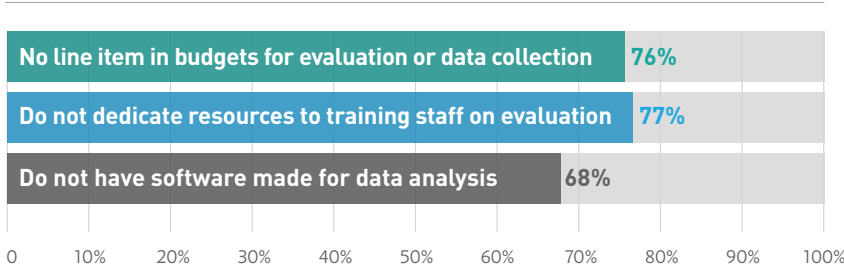 No line item in budgets for evaluation or data collection 76%
Do not dedicate resources to training staff on evaluation 77%
Do not have software made for data analysis 68%
0 10% 20% 30% 40% 50% 60% 70% 80% 90% 100%